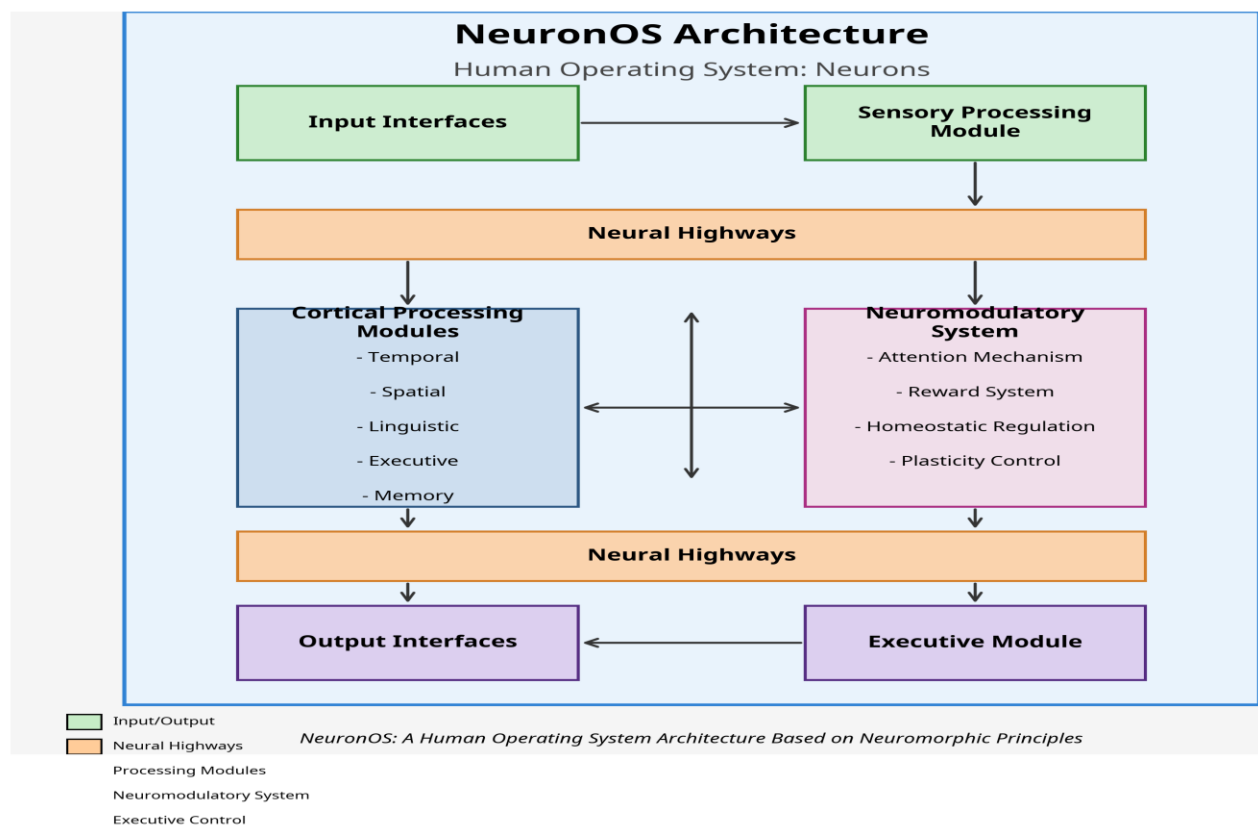 NeuronOS Architecture
Human Operating System: Neurons
Input Interfaces
Sensory Processing
Module
Neural Highways
Cortical Processing
Modules
- Temporal
- Spatial
- Linguistic
- Executive
- Memory
Neuromodulatory
System
- Attention Mechanism
- Reward System
- Homeostatic Regulation
- Plasticity Control
Neural Highways
Output Interfaces
Executive Module
Input/Output
Neural Highways
Processing Modules
Neuromodulatory System
Executive Control
NeuronOS: A Human Operating System Architecture Based on Neuromorphic Principles